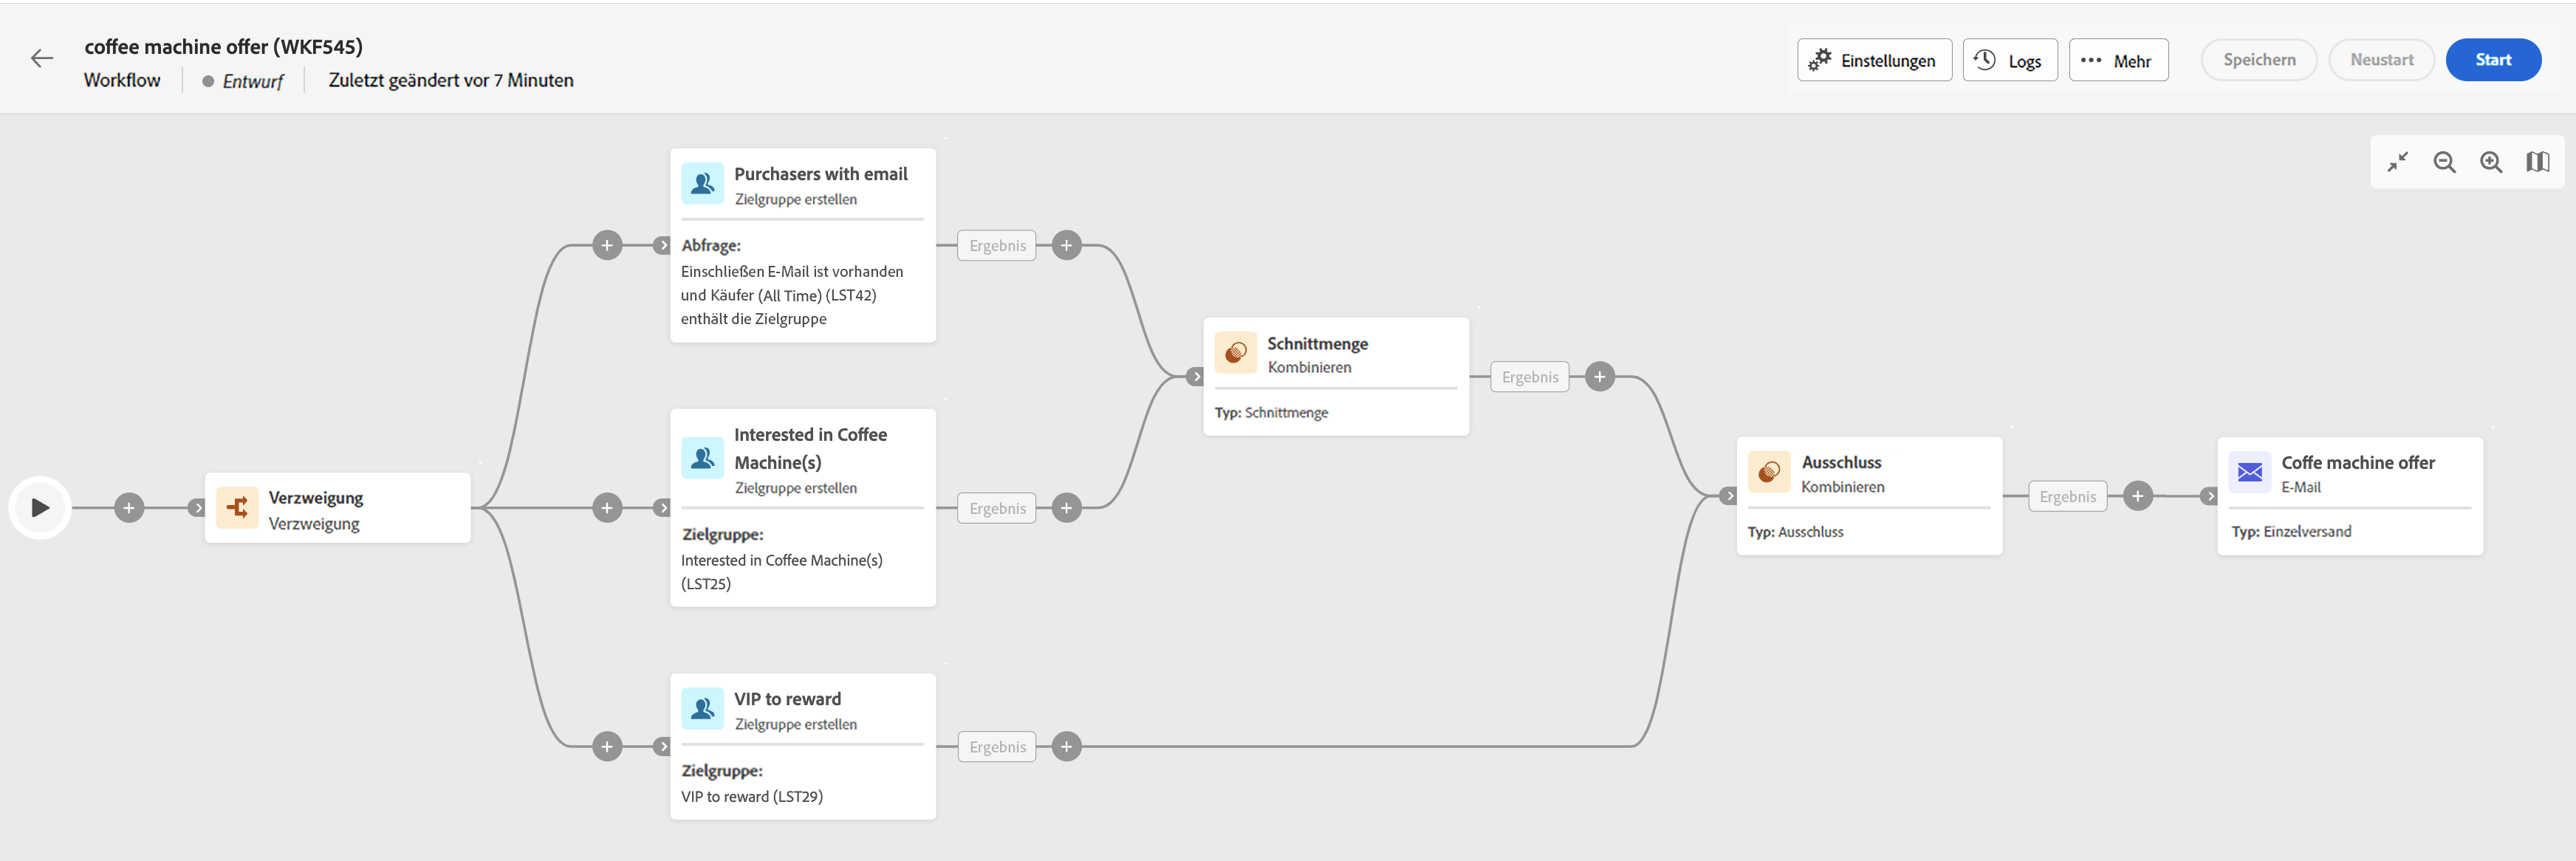 coffee machine offer (WKF545)
Workflow Entwurf Zuletzt geändert vor 7 Minuten
Einstellungen Logs Mehr Speichern Neustart Start
Verzweigung
Verzweigung
Purchasers with email
Zielgruppe erstellen
Abfrage:
Einschließen E-Mail ist vorhanden
und Käufer (All Time) (LST42)
enthält die Zielgruppe
Ergebnis
Interested in Coffee
Machine(s)
Zielgruppe erstellen
Zielgruppe:
Interested in Coffee Machine(s)
(LST25)
Ergebnis
VIP to reward
Zielgruppe erstellen
Zielgruppe:
VIP to reward (LST29)
Ergebnis
Schnittmenge
Kombinieren
Typ: Schnittmenge
Ergebnis
Ausschluss
Kombinieren
Typ: Ausschluss
Ergebnis
Coffe machine offer
E-Mail
Typ: Einzelversand